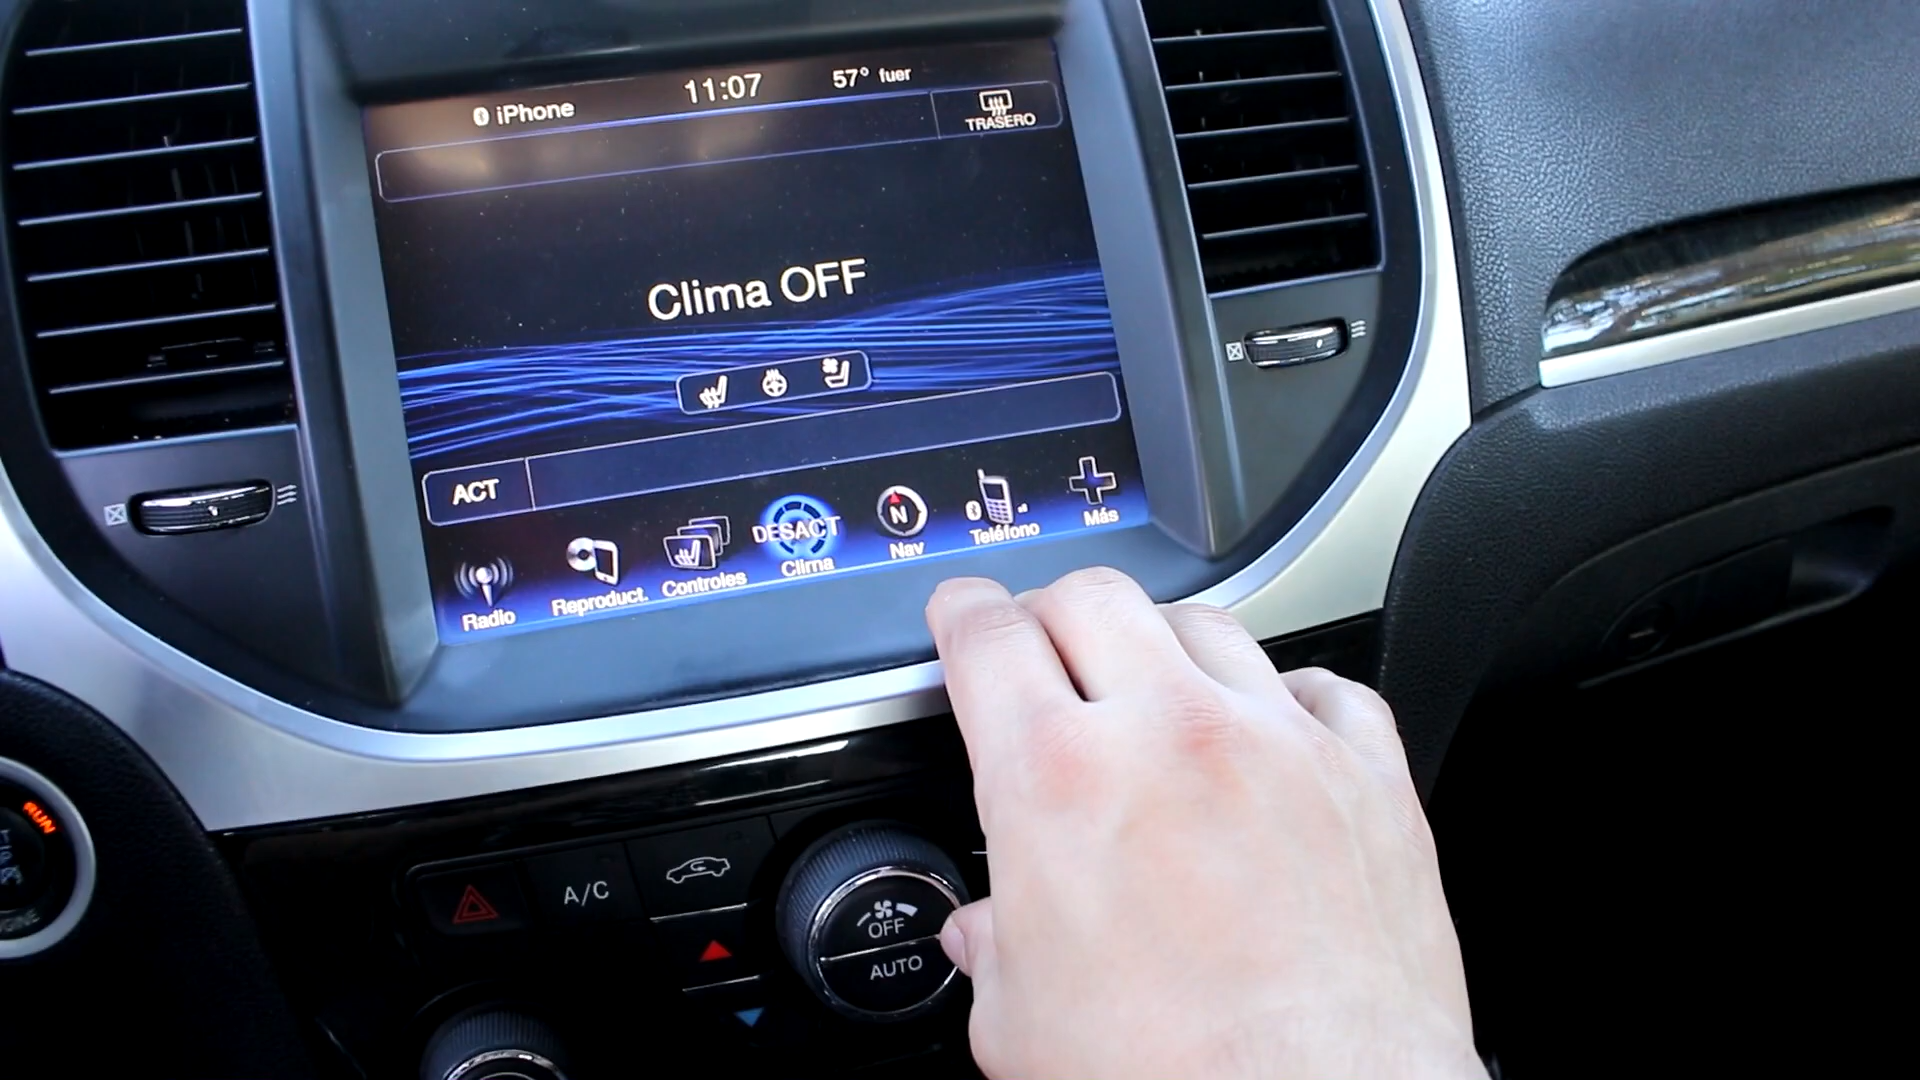 iPhone 11:07 57° fuer
TRASERO
Clima OFF
ACT
DESACT
Radio Reproduct. Controles Clima Nav Teléfono Más
N
RUN
A/C
OFF
AUTO